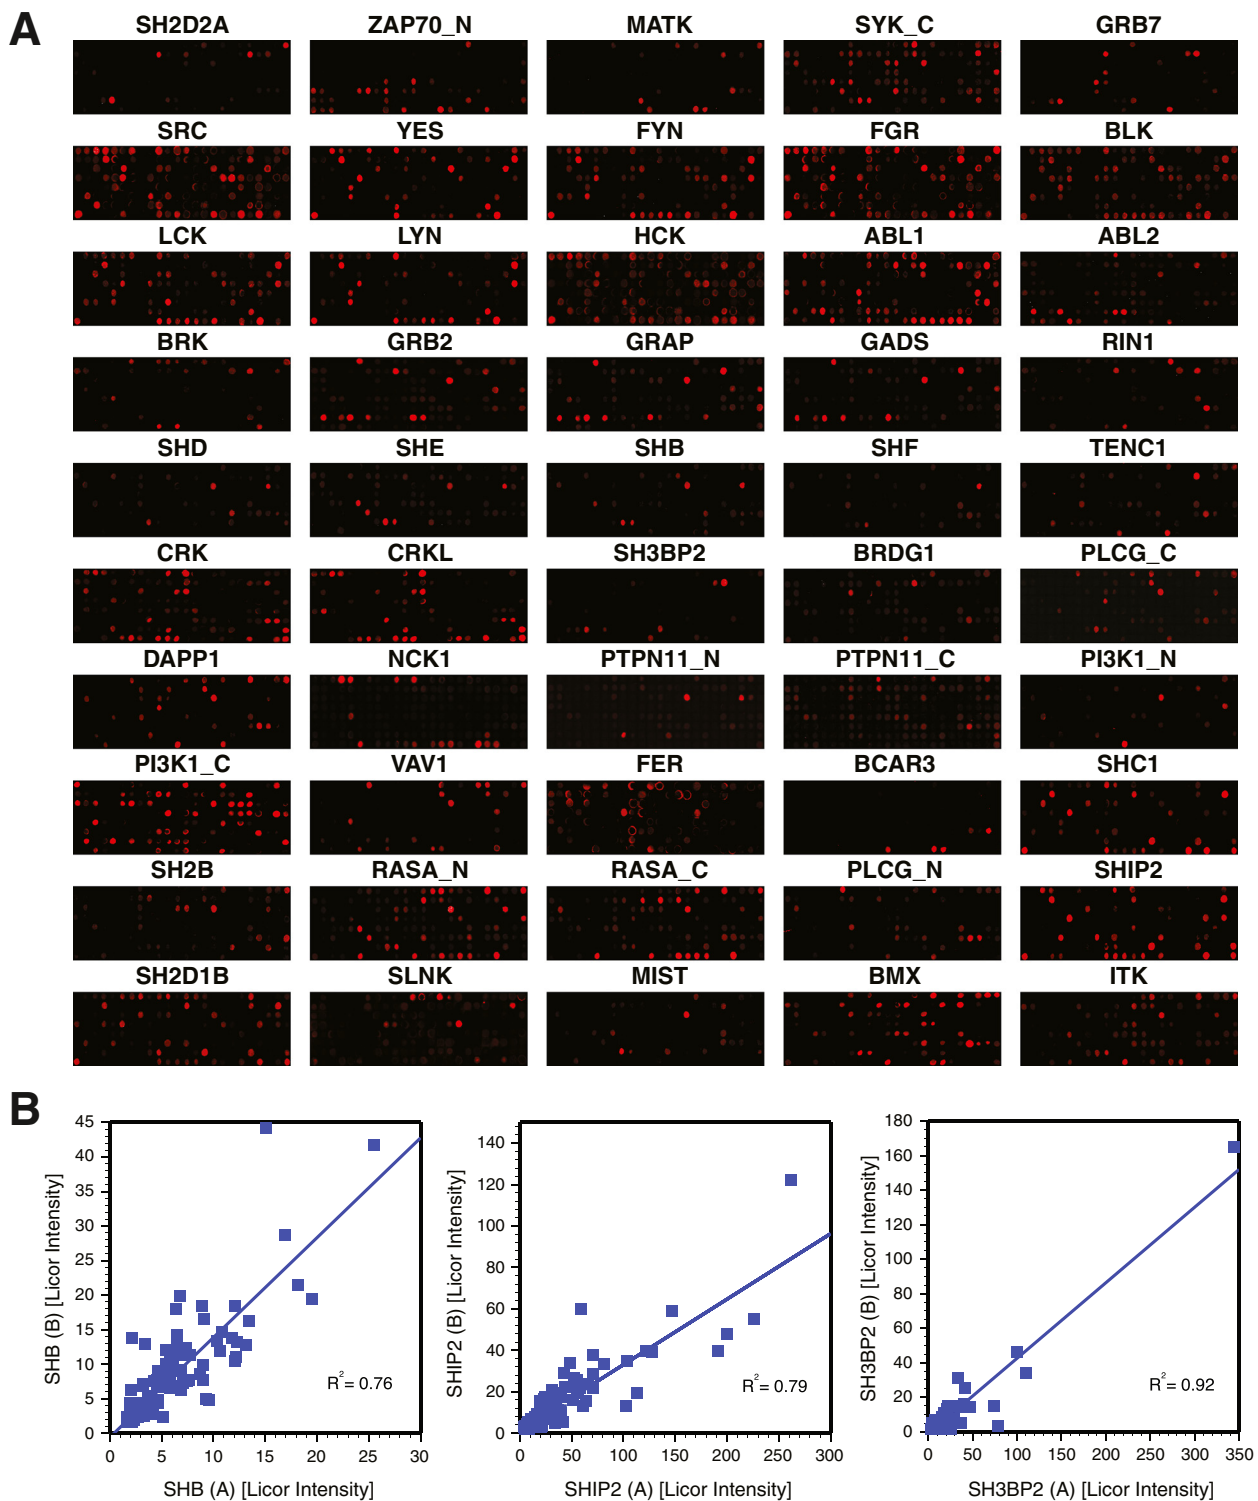 A
SH2D2A ZAP70_N MATK SYK_C GRB7
SRC YES FYN FGR BLK
LCK LYN HCK ABL1 ABL2
BRK GRB2 GRAP GADS RIN1
SHD SHE SHB SHF TENC1
CRK CRKL SH3BP2 BRDG1 PLCG_C
DAPP1 NCK1 PTPN11_N PTPN11_C PI3K1_N
PI3K1_C VAV1 FER BCAR3 SHC1
SH2B RASA_N RASA_C PLCG_N SHIP2
SH2D1B SLNK MIST BMX ITK
B
SHB (B) [Licor Intensity]
45
40
35
30
25
20
15
10
5
0
R²= 0.76
0 5 10 15 20 25 30
SHB (A) [Licor Intensity]
SHIP2 (B) [Licor Intensity]
140
120
100
80
60
40
20
0
R²= 0.79
0 50 100 150 200 250 300
SHIP2 (A) [Licor Intensity]
SH3BP2 (B) [Licor Intensity]
180
160
140
120
100
80
60
40
20
0
R²= 0.92
0 50 100 150 200 250 300 350
SH3BP2 (A) [Licor Intensity]